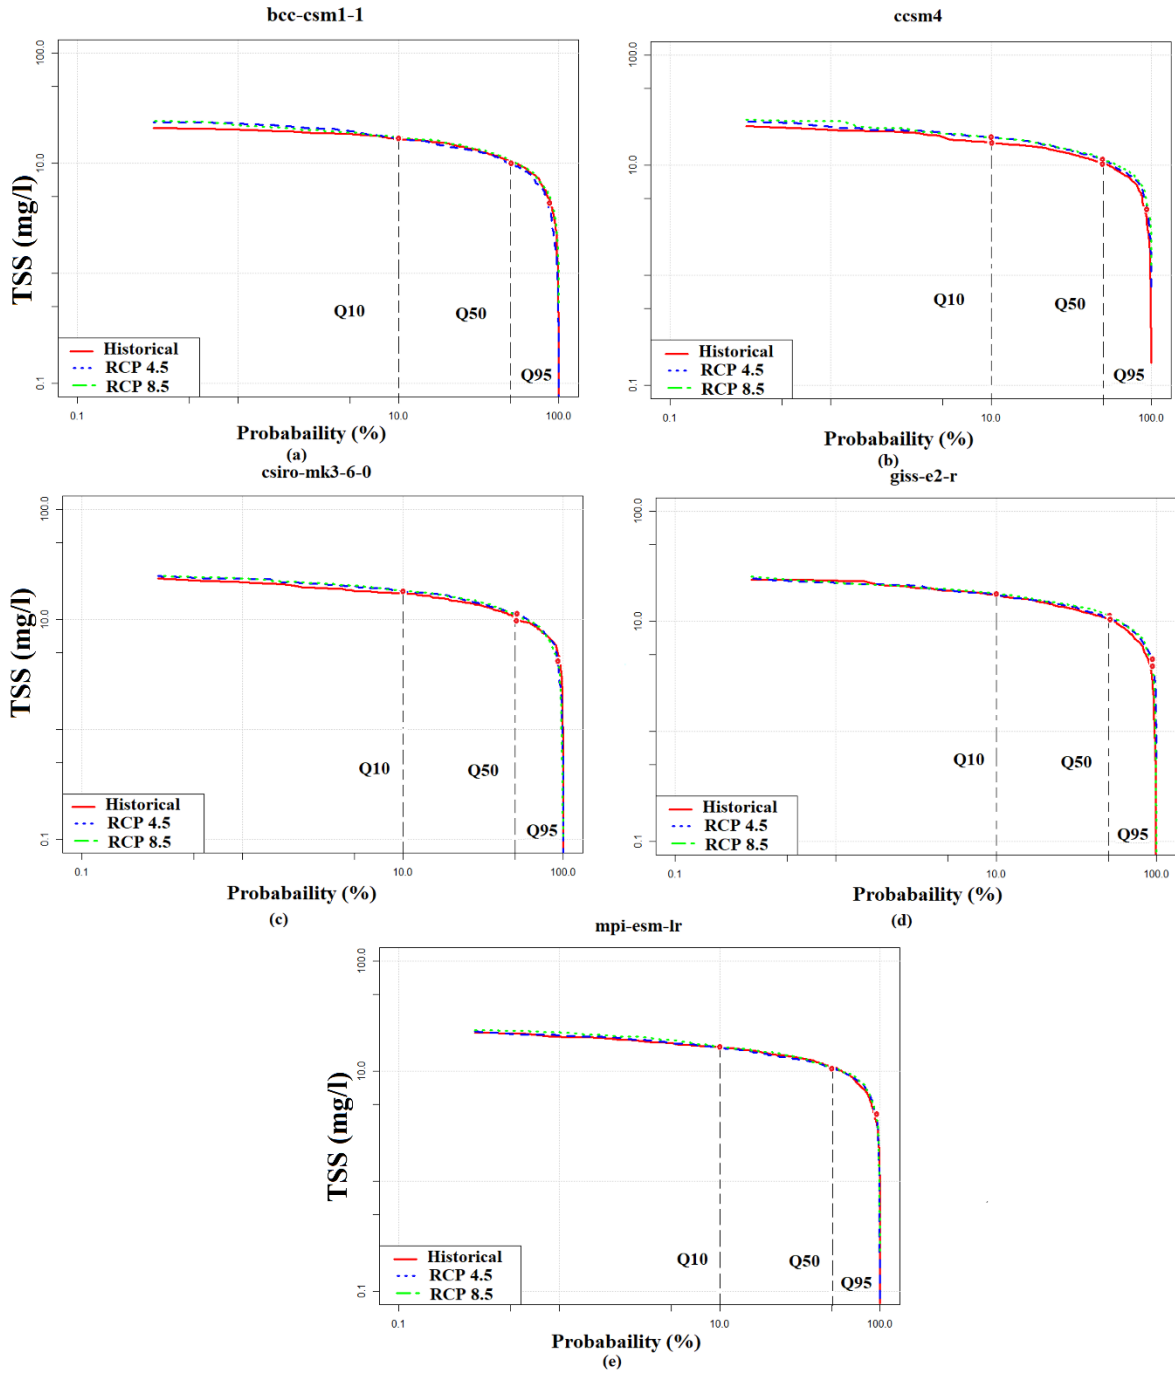 bcc-csm1-1
TSS (mg/l)
100.0
10.0
0.1
Q10
Q50
Q95
Historical
RCP 4.5
RCP 8.5
0.1
10.0
100.0
Probabaility (%)
(a)
ccsm4
100.0
10.0
0.1
Q10
Q50
Q95
Historical
RCP 4.5
RCP 8.5
0.1
10.0
100.0
Probabaility (%)
(b)
csiro-mk3-6-0
TSS (mg/l)
100.0
10.0
0.1
Q10
Q50
Q95
Historical
RCP 4.5
RCP 8.5
0.1
10.0
100.0
Probabaility (%)
(c)
giss-e2-r
100.0
10.0
0.1
Q10
Q50
Q95
Historical
RCP 4.5
RCP 8.5
0.1
10.0
100.0
Probabaility (%)
(d)
mpi-esm-lr
TSS (mg/l)
100.0
10.0
0.1
Q10
Q50
Q95
Historical
RCP 4.5
RCP 8.5
0.1
10.0
100.0
Probabaility (%)
(e)